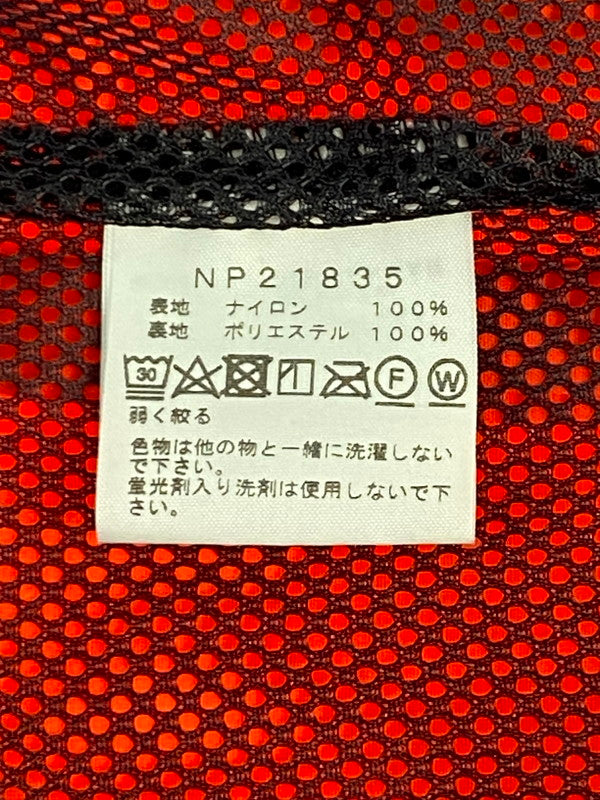 NP21835
表地 ナイロン 100%
裏地 ポリエステル 100%
30 F W
弱く絞る
色物は他の物と一緒に洗濯しない
で下さい。
蛍光剤入り洗剤は使用しないで下
さい。